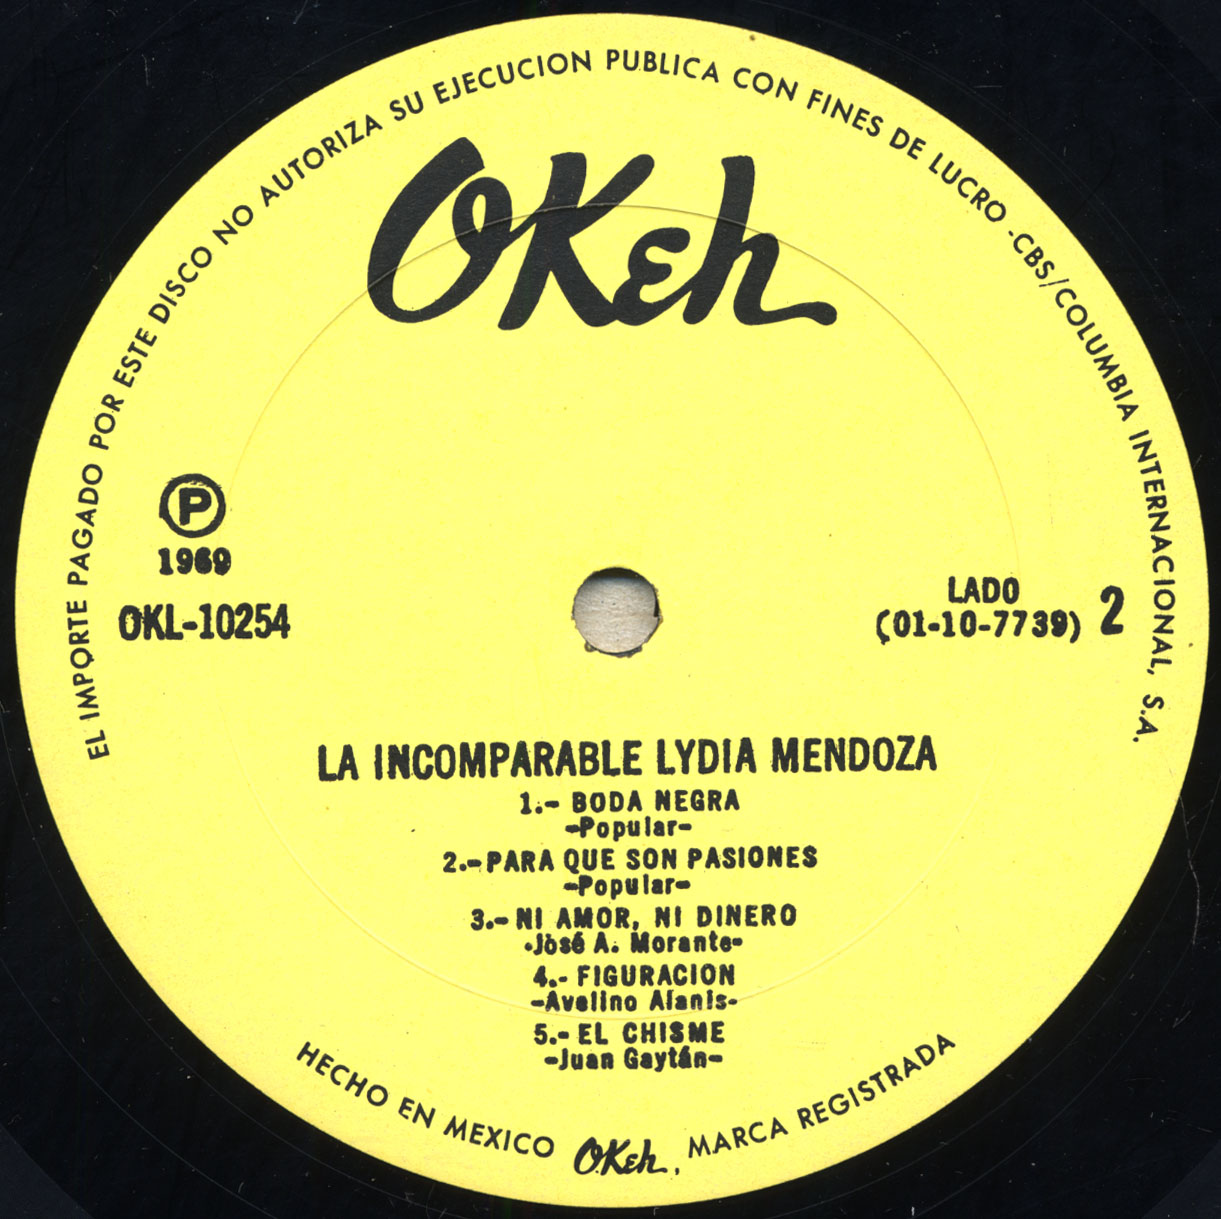 EL IMPORTE PAGADO POR ESTE DISCO NO AUTORIZA SU EJECUCION PUBLICA CON FINES DE LUCRO -CBS/COLUMBIA INTERNACIONAL, S.A.
OKeh
Ⓟ
1969
OKL-10254
LADO 2
(01-10-7739)
LA INCOMPARABLE LYDIA MENDOZA
1.- BODA NEGRA
-Popular-
2.-PARA QUE SON PASIONES
-Popular-
3.- NI AMOR, NI DINERO
-José A. Morante-
4.- FIGURACION
-Avelino Alanis-
5.- EL CHISME
-Juan Gaytán-
HECHO EN MEXICO OKeh, MARCA REGISTRADA